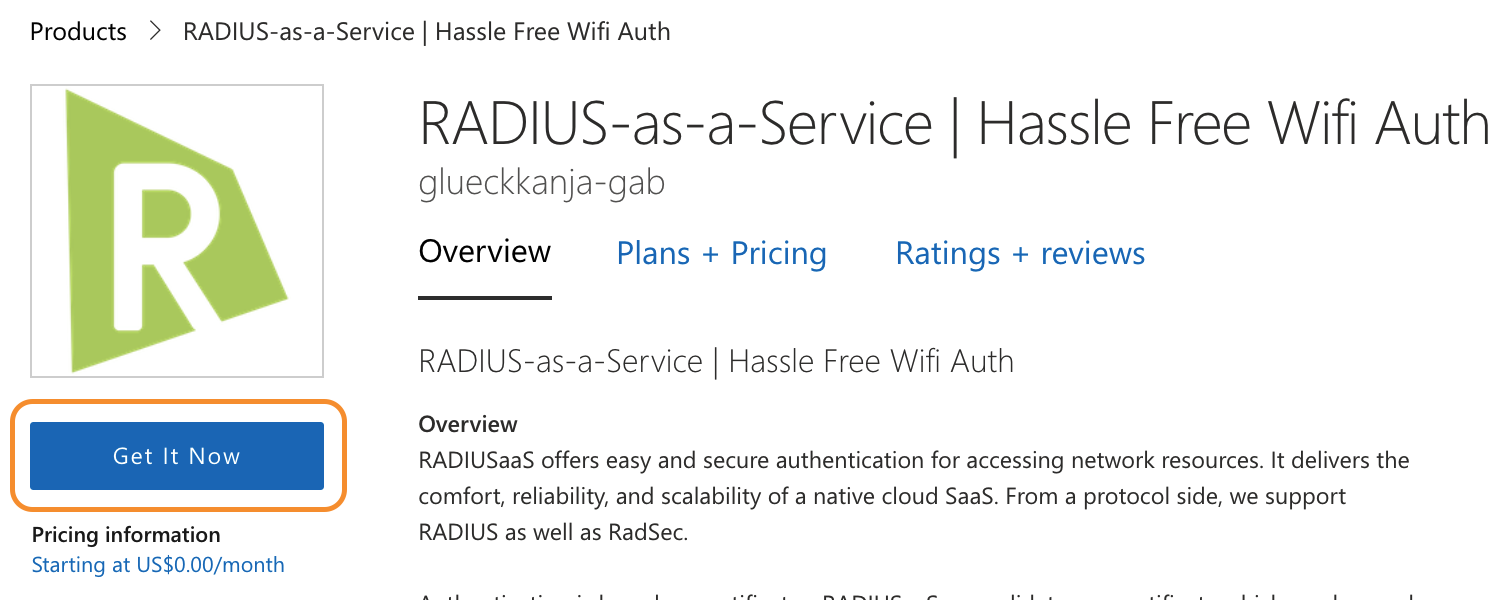 Products > RADIUS-as-a-Service | Hassle Free Wifi Auth
R
RADIUS-as-a-Service | Hassle Free Wifi Auth
glueckkanja-gab
Overview Plans + Pricing Ratings + reviews
RADIUS-as-a-Service | Hassle Free Wifi Auth
Get It Now
Overview
RADIUSaaS offers easy and secure authentication for accessing network resources. It delivers the
comfort, reliability, and scalability of a native cloud SaaS. From a protocol side, we support
RADIUS as well as RadSec.
Pricing information
Starting at US$0.00/month